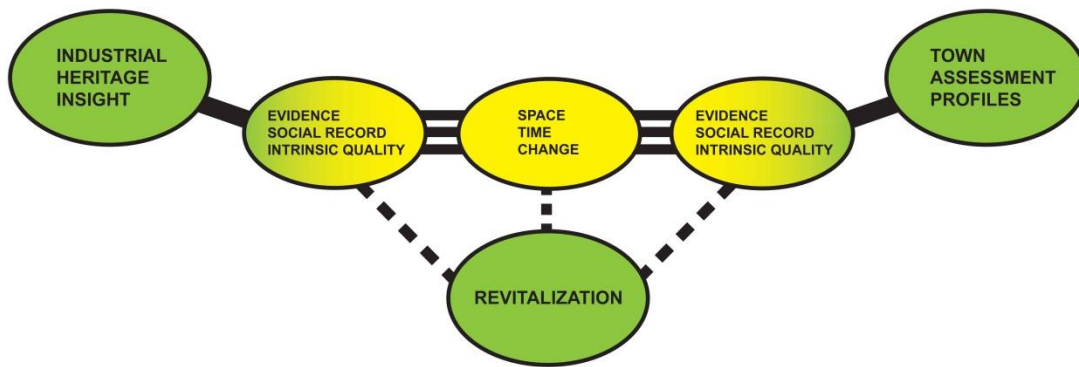 INDUSTRIAL
HERITAGE
INSIGHT
EVIDENCE
SOCIAL RECORD
INTRINSIC QUALITY
SPACE
TIME
CHANGE
EVIDENCE
SOCIAL RECORD
INTRINSIC QUALITY
TOWN
ASSESSMENT
PROFILES
REVITALIZATION